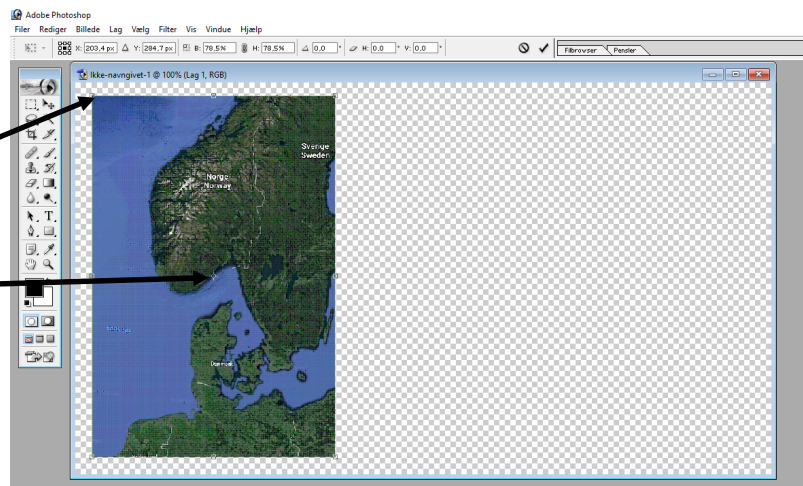 Adobe Photoshop
Filer Rediger Billede Lag Vælg Filter Vis Vindue Hjælp
X: 203,4 px Y: 284,7 px B: 78,5% H: 78,5% 0,0 ° H: 0,0 ° V: 0,0 °
Filbrowser Pensler
Ikke-navngivet-1 @ 100% (Lag 1, RGB)
Sverige
Sweden
Norge
Norway